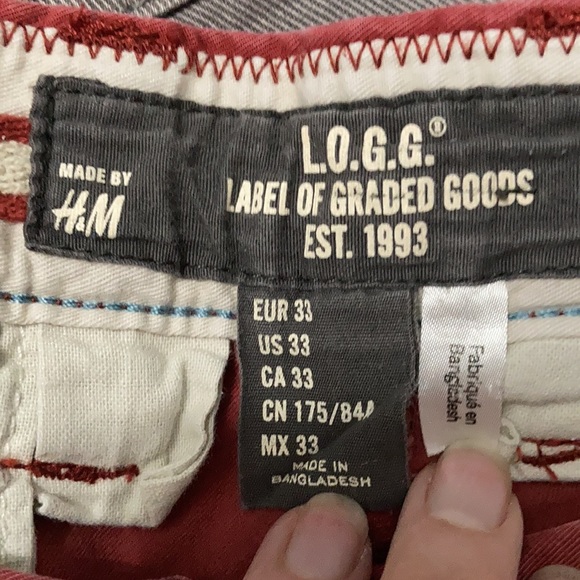 MADE BY
H&M
L.O.G.G.®
LABEL OF GRADED GOODS
EST. 1993
EUR 33
US 33
CA 33
CN 175/84A
MX 33
MADE IN
BANGLADESH
Fabriqué en
Bangladesh